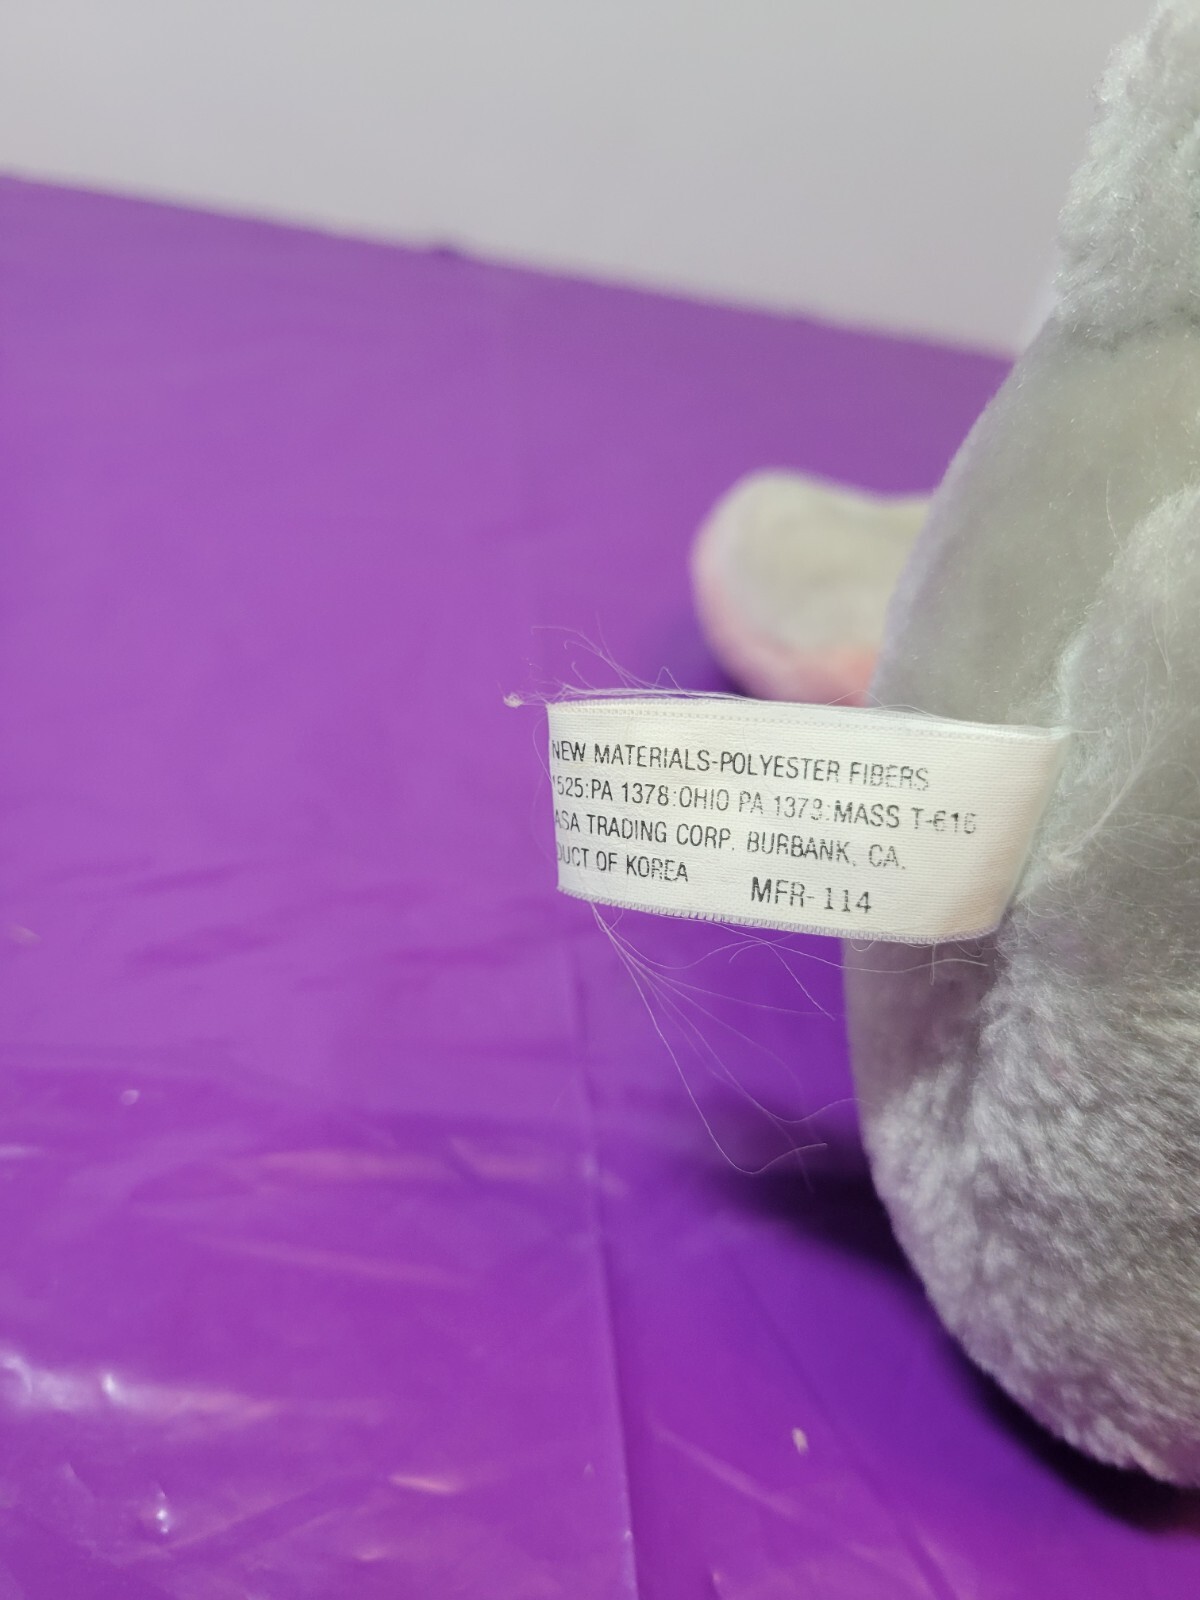 NEW MATERIALS-POLYESTER FIBERS
1525:PA 1378:OHIO PA 1373:MASS T-616
ASA TRADING CORP. BURBANK, CA.
DUCT OF KOREA MFR-114